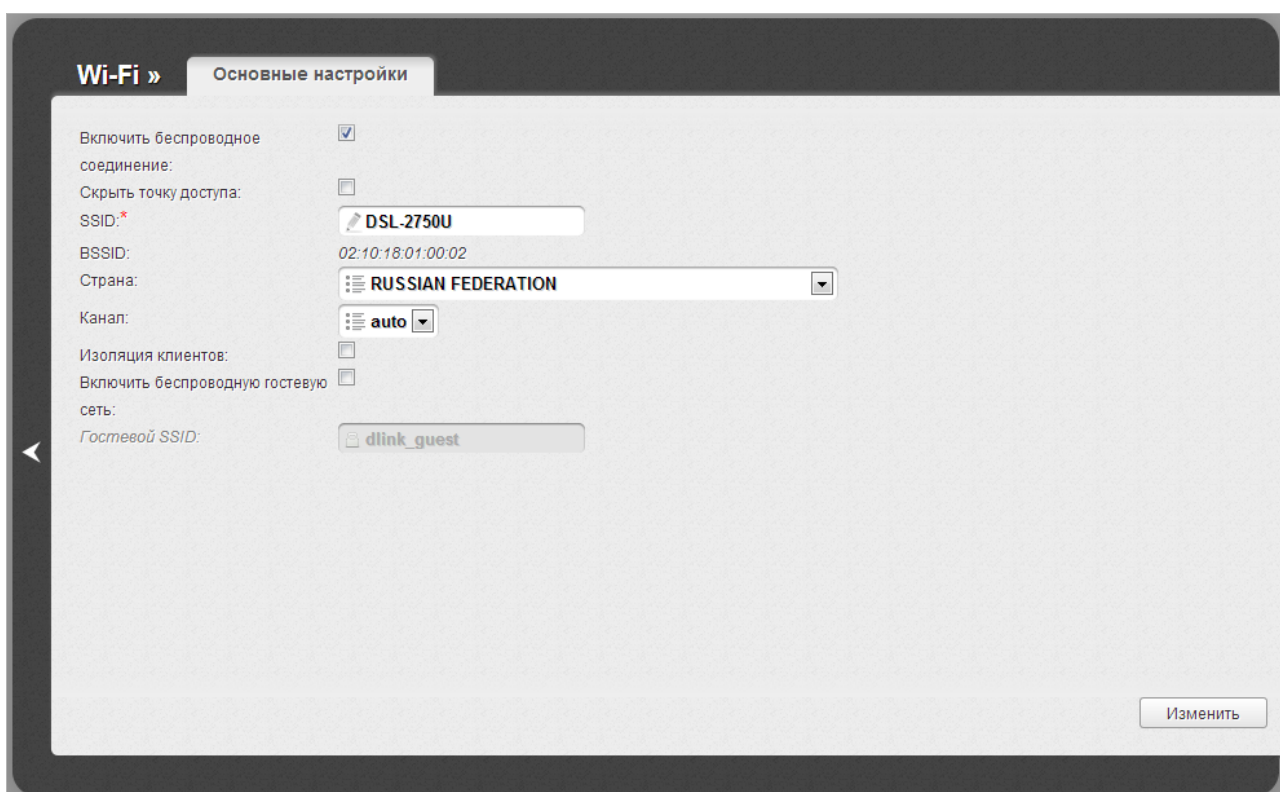 Wi-Fi » Основные настройки
Включить беспроводное
соединение:
Скрыть точку доступа:
SSID:* DSL-2750U
BSSID: 02:10:18:01:00:02
Страна: RUSSIAN FEDERATION
Канал: auto
Изоляция клиентов:
Включить беспроводную гостевую
сеть:
Гостевой SSID: dlink_guest
Изменить